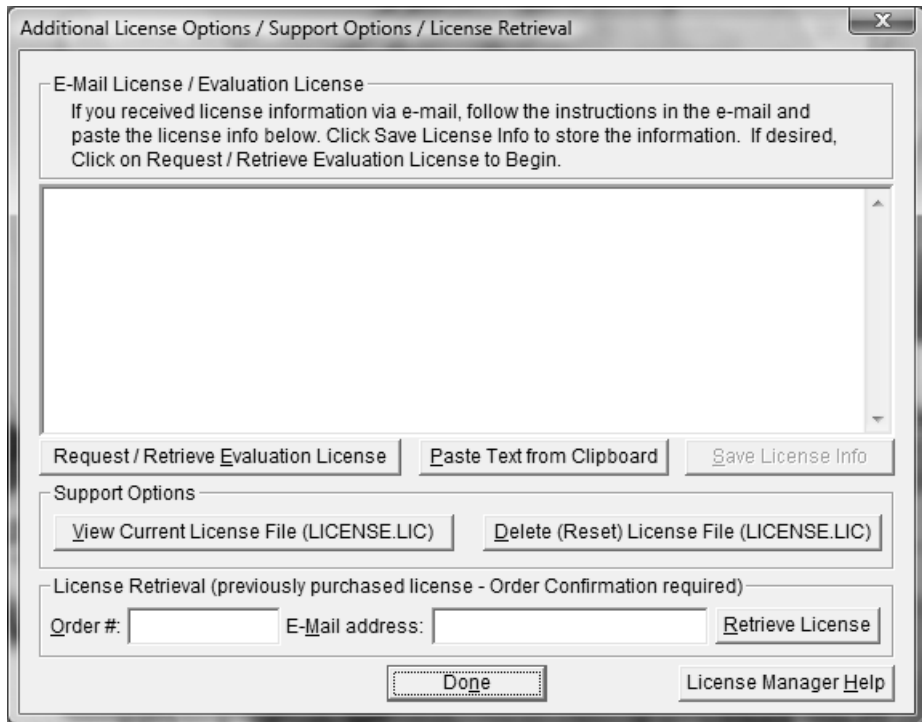 Additional License Options / Support Options / License Retrieval
X
E-Mail License / Evaluation License
If you received license information via e-mail, follow the instructions in the e-mail and
paste the license info below. Click Save License Info to store the information. If desired,
Click on Request / Retrieve Evaluation License to Begin.
Request / Retrieve Evaluation License Paste Text from Clipboard Save License Info
Support Options
View Current License File (LICENSE.LIC) Delete (Reset) License File (LICENSE.LIC)
License Retrieval (previously purchased license - Order Confirmation required)
Order #: E-Mail address: Retrieve License
Done License Manager Help